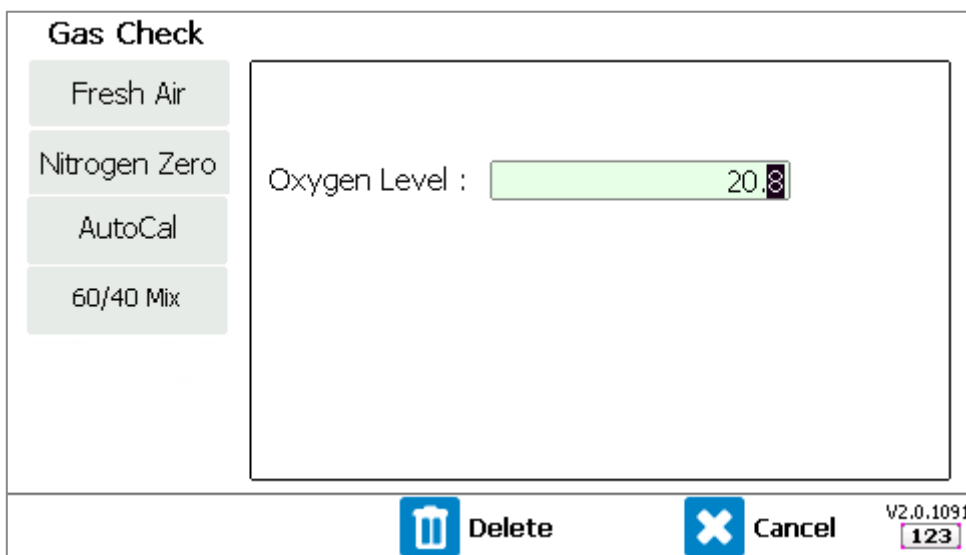 Gas Check
Fresh Air
Nitrogen Zero
AutoCal
60/40 Mix
Oxygen Level :
20.8
Delete
Cancel
V2.0.1091
123